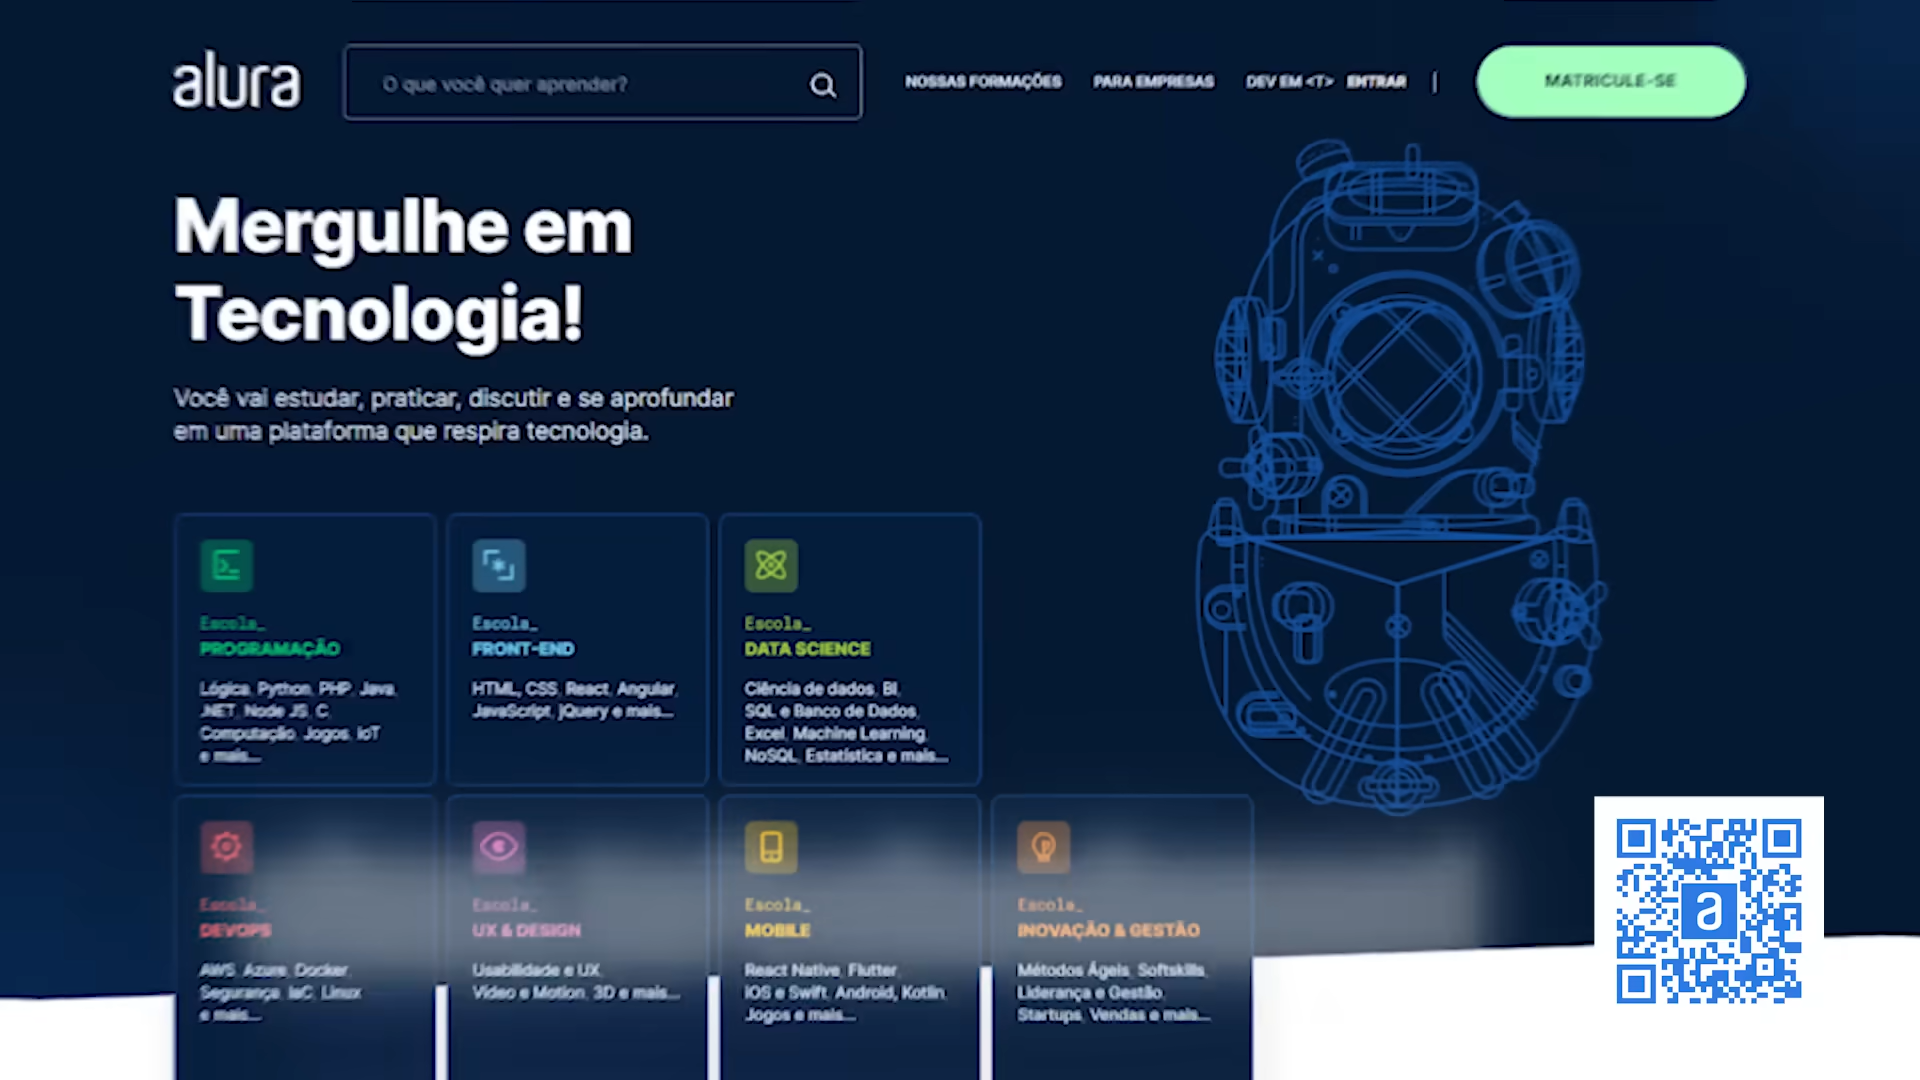 alura
O que você quer aprender?
NOSSAS FORMAÇÕES
PARA EMPRESAS
DEV EM <T>
ENTRAR
|
MATRICULE-SE
Mergulhe em
Tecnologia!
Você vai estudar, praticar, discutir e se aprofundar
em uma plataforma que respira tecnologia.
Escola_
PROGRAMAÇÃO
Lógica, Python, PHP, Java,
.NET, Node JS, C,
Computação, Jogos, IoT
e mais...
Escola_
FRONT-END
HTML, CSS, React, Angular,
JavaScript, jQuery e mais...
Escola_
DATA SCIENCE
Ciência de dados, BI,
SQL e Banco de Dados,
Excel, Machine Learning,
NoSQL, Estatística e mais...
Escola_
DEVOPS
AWS, Azure, Docker,
Segurança, IaC, Linux
e mais...
Escola_
UX & DESIGN
Usabilidade e UX,
Vídeo e Motion, 3D e mais...
Escola_
MOBILE
React Native, Flutter,
iOS e Swift, Android, Kotlin,
Jogos e mais...
Escola_
INOVAÇÃO & GESTÃO
Métodos Ágeis, Softskills,
Liderança e Gestão,
Startups, Vendas e mais...
a